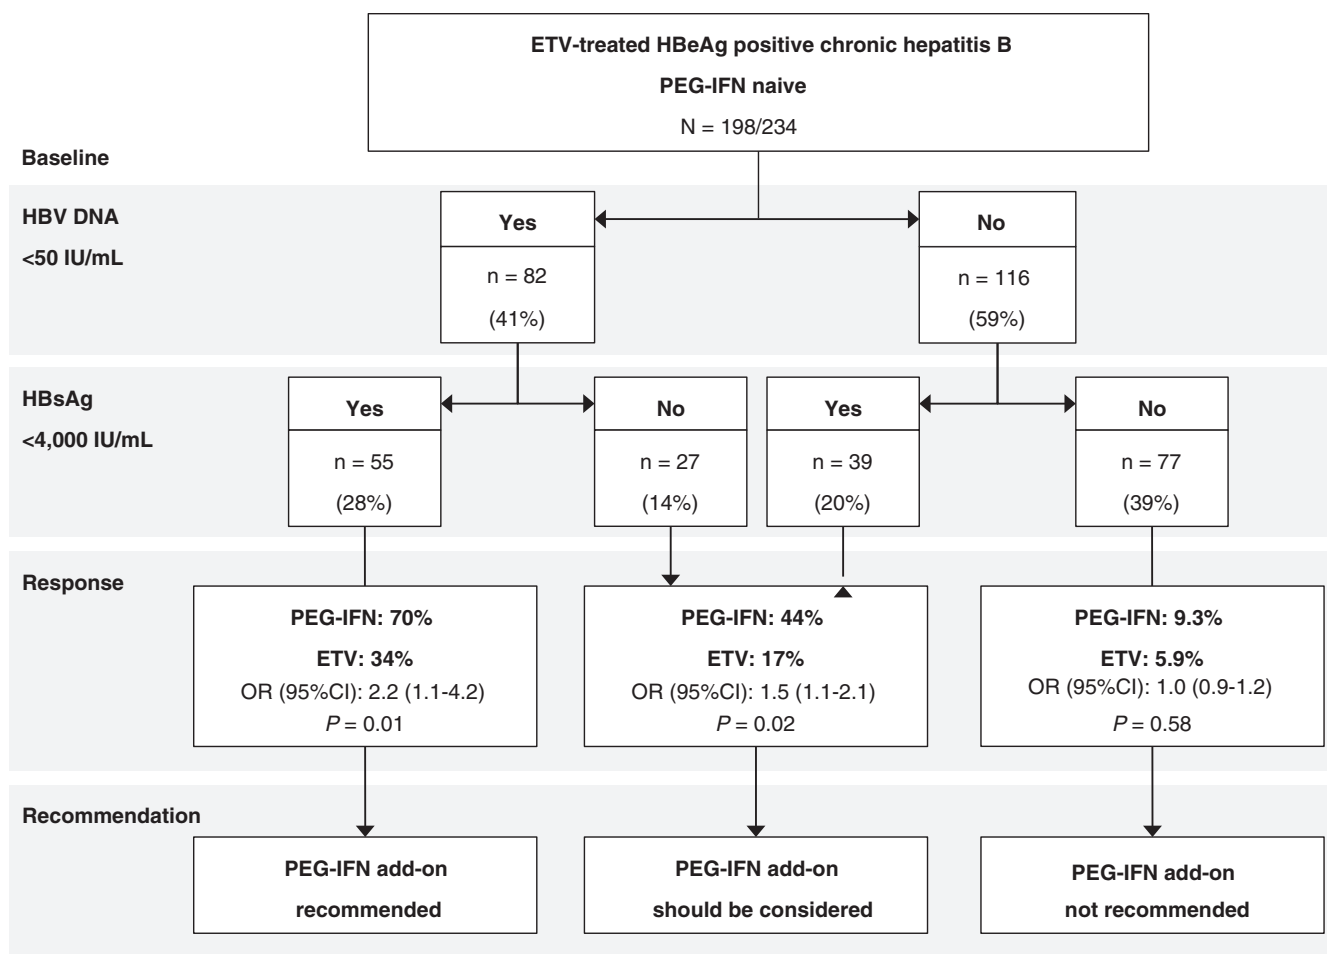 ETV-treated HBeAg positive chronic hepatitis B
PEG-IFN naive
N = 198/234
Baseline
HBV DNA
<50 IU/mL
Yes
n = 82
(41%)
No
n = 116
(59%)
HBsAg
<4,000 IU/mL
Yes
n = 55
(28%)
No
n = 27
(14%)
Yes
n = 39
(20%)
No
n = 77
(39%)
Response
PEG-IFN: 70%
ETV: 34%
OR (95%CI): 2.2 (1.1-4.2)
P = 0.01
PEG-IFN: 44%
ETV: 17%
OR (95%CI): 1.5 (1.1-2.1)
P = 0.02
PEG-IFN: 9.3%
ETV: 5.9%
OR (95%CI): 1.0 (0.9-1.2)
P = 0.58
Recommendation
PEG-IFN add-on
recommended
PEG-IFN add-on
should be considered
PEG-IFN add-on
not recommended